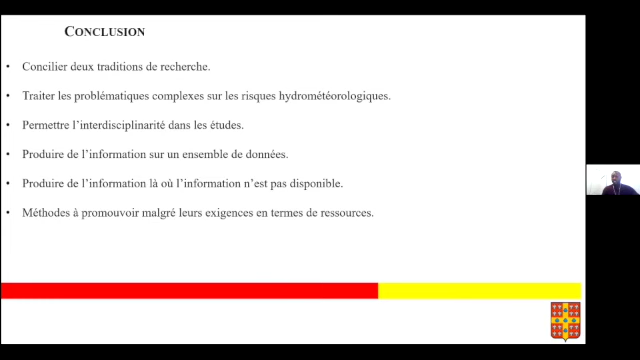 CONCLUSION
• Concilier deux traditions de recherche.
• Traiter les problématiques complexes sur les risques hydrométéorologiques.
• Permettre l’interdisciplinarité dans les études.
• Produire de l’information sur un ensemble de données.
• Produire de l’information là où l’information n’est pas disponible.
• Méthodes à promouvoir malgré leurs exigences en termes de ressources.